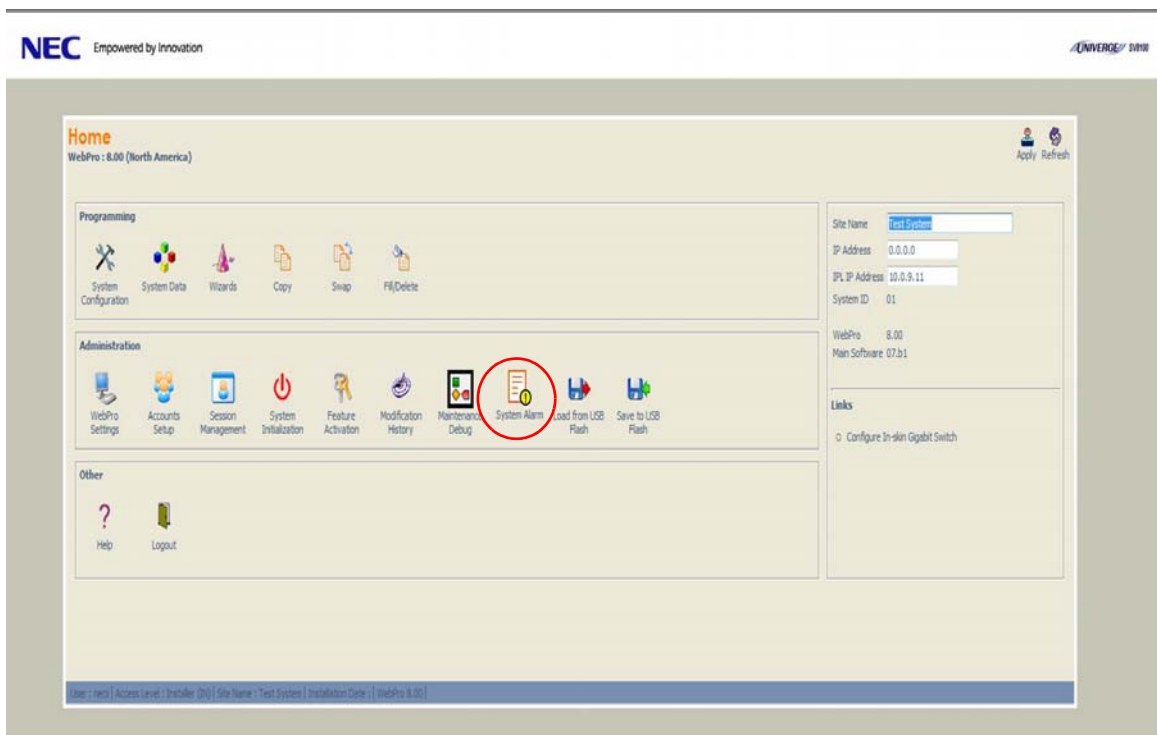 NEC Empowered by Innovation
UNIVERGE SV8100
Home
WebPro : 8.00 (North America)
Apply Refresh
Programming
System Configuration
System Data
Wizards
Copy
Swap
Fill/Delete
Administration
WebPro Settings
Accounts Setup
Session Management
System Initialization
Feature Activation
Modification History
Maintenance Debug
System Alarm
Load from USB Flash
Save to USB Flash
Other
Help
Logout
Site Name Test System
IP Address 0.0.0.0
IPL IP Address 10.0.9.11
System ID 01
WebPro 8.00
Main Software 07.b1
Links
Configure In-skin Gigabit Switch
User : necii | Access Level : Installer (IN) | Site Name : Test System | Installation Date : | WebPro 8.00 |